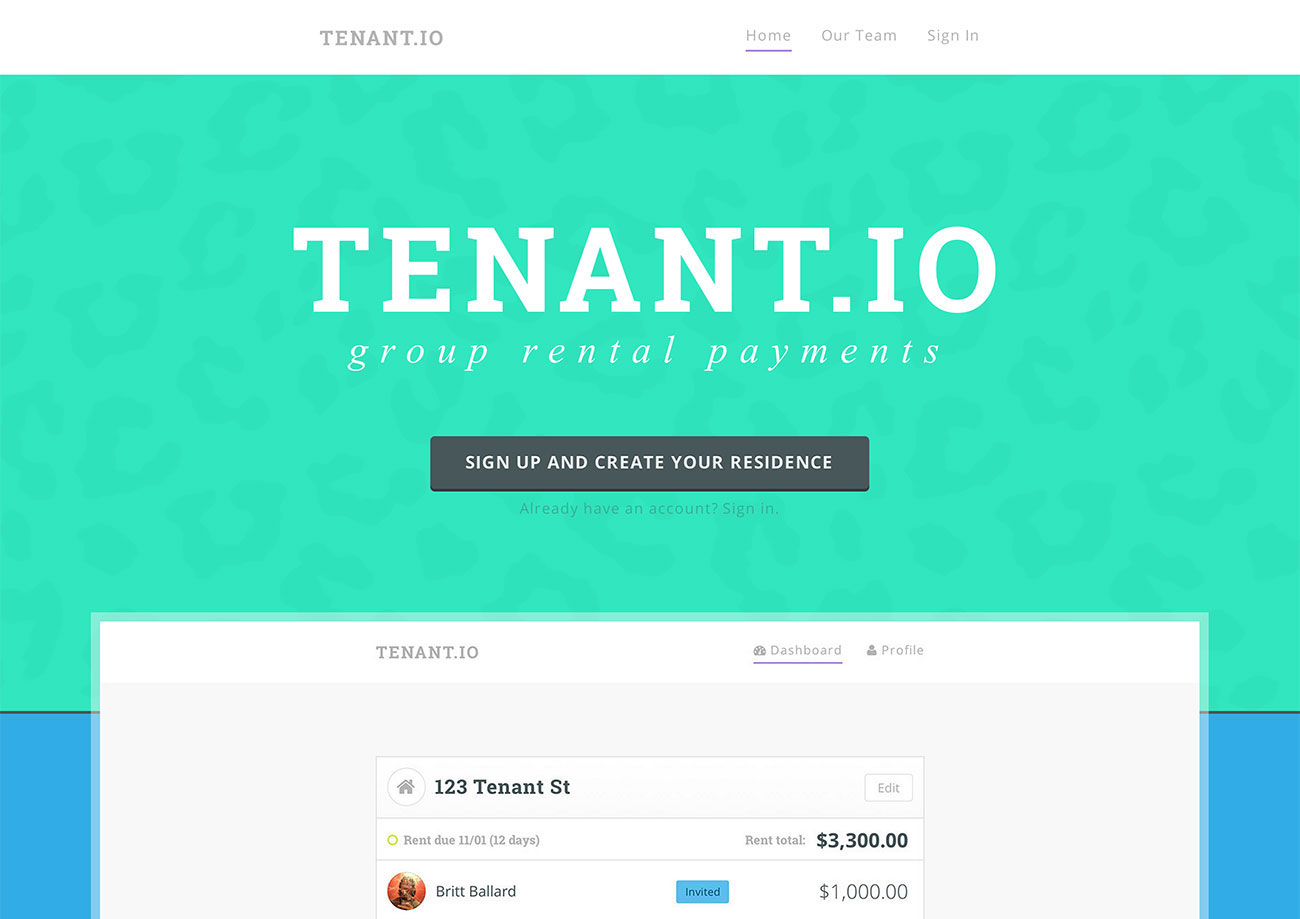 TENANT.IO
Home Our Team Sign In
TENANT.IO
group rental payments
SIGN UP AND CREATE YOUR RESIDENCE
Already have an account? Sign in.
TENANT.IO
Dashboard Profile
123 Tenant St
Edit
Rent due 11/01 (12 days) Rent total: $3,300.00
Britt Ballard Invited $1,000.00